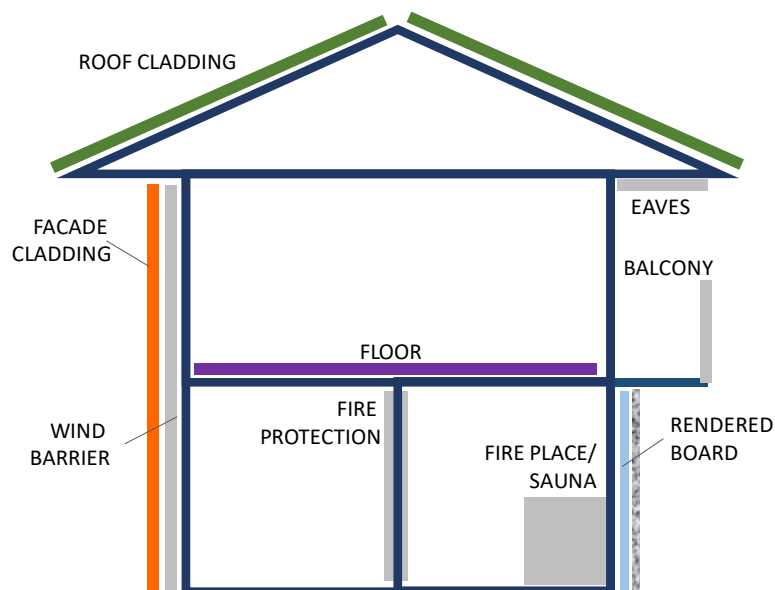 ROOF CLADDING
EAVES
FACADE
CLADDING
BALCONY
FLOOR
FIRE
PROTECTION
WIND
BARRIER
FIRE PLACE/
SAUNA
RENDERED
BOARD